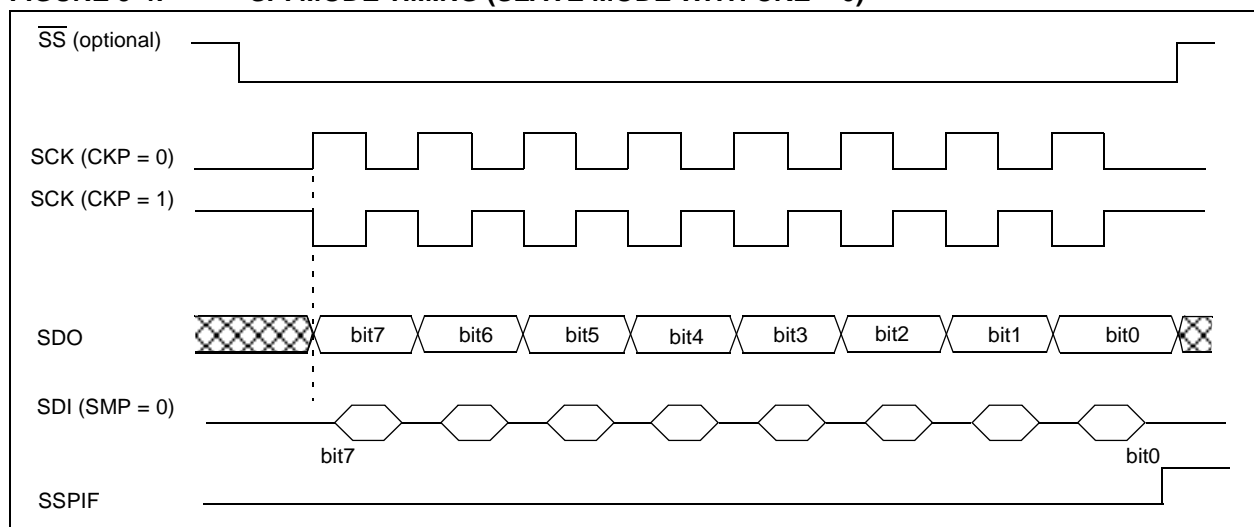 SS (optional)
SCK (CKP = 0)
SCK (CKP = 1)
SDO bit7 bit6 bit5 bit4 bit3 bit2 bit1 bit0
SDI (SMP = 0)
bit7 bit0
SSPIF